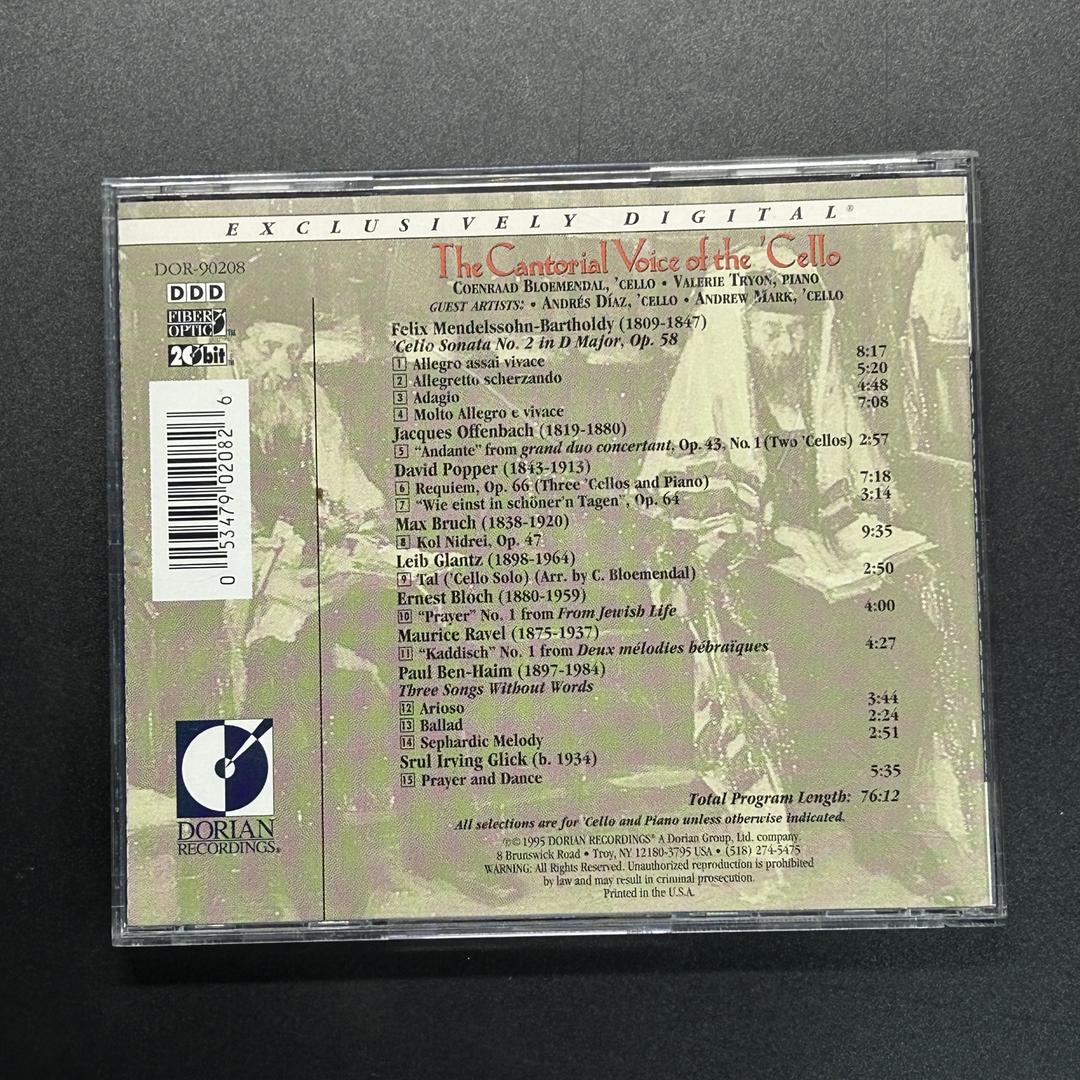 EXCLUSIVELY DIGITAL®
DOR-90208
DDD
FIBER OPTIC™
20 bit
6
0 53479-02082
DORIAN
RECORDINGS®
The Cantorial Voice of the 'Cello
COENRAAD BLOEMENDAL, 'CELLO • VALERIE TRYON, PIANO
GUEST ARTISTS: • ANDRÉS DÍAZ, 'CELLO • ANDREW MARK, 'CELLO
Felix Mendelssohn-Bartholdy (1809-1847)
'Cello Sonata No. 2 in D Major, Op. 58
1 Allegro assai vivace 8:17
2 Allegretto scherzando 5:20
3 Adagio 4:48
4 Molto Allegro e vivace 7:08
Jacques Offenbach (1819-1880)
5 "Andante" from grand duo concertant, Op. 43, No. 1 (Two 'Cellos) 2:57
David Popper (1843-1913)
6 Requiem, Op. 66 (Three 'Cellos and Piano) 7:18
7 "Wie einst in schöner'n Tagen", Op. 64 3:14
Max Bruch (1838-1920)
8 Kol Nidrei, Op. 47 9:35
Leib Glantz (1898-1964)
9 Tal ('Cello Solo) (Arr. by C. Bloemendal) 2:50
Ernest Bloch (1880-1959)
10 "Prayer" No. 1 from From Jewish Life 4:00
Maurice Ravel (1875-1937)
11 "Kaddisch" No. 1 from Deux mélodies hébraïques 4:27
Paul Ben-Haim (1897-1984)
Three Songs Without Words
12 Arioso 3:44
13 Ballad 2:24
14 Sephardic Melody 2:51
Srul Irving Glick (b. 1934)
15 Prayer and Dance 5:35
Total Program Length: 76:12
All selections are for 'Cello and Piano unless otherwise indicated.
℗© 1995 DORIAN RECORDINGS® A Dorian Group, Ltd. company.
8 Brunswick Road • Troy, NY 12180-3795 USA • (518) 274-5475
WARNING: All Rights Reserved. Unauthorized reproduction is prohibited
by law and may result in criminal prosecution.
Printed in the U.S.A.